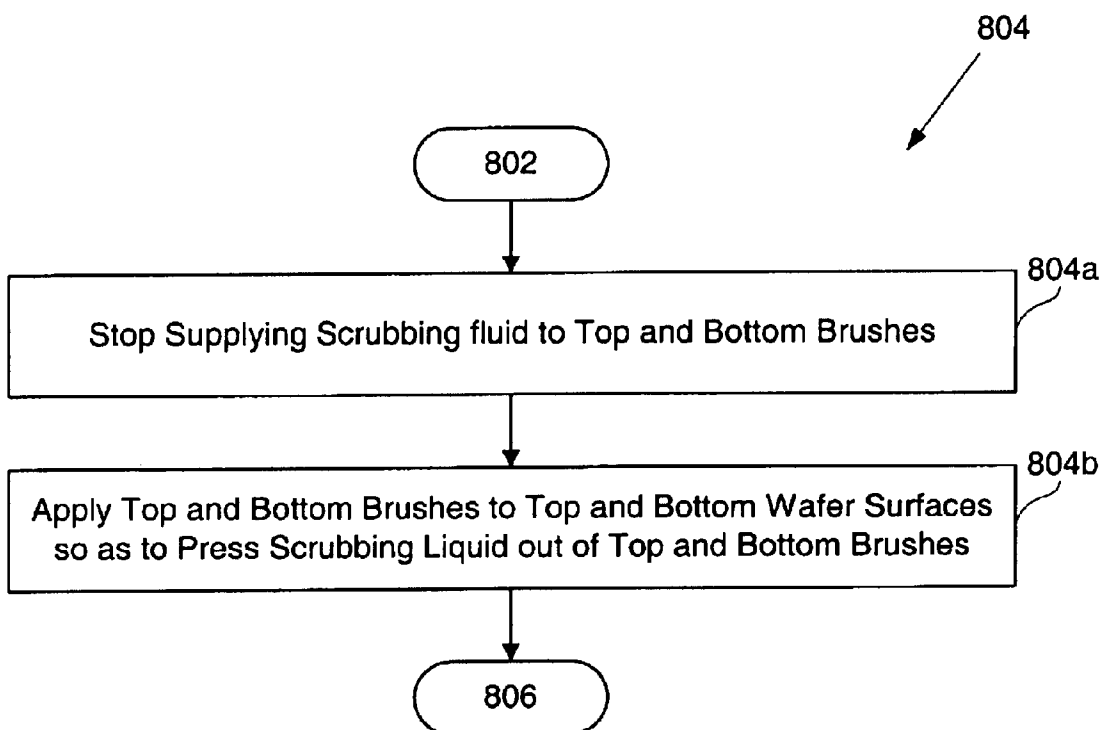 804
802
804a
Stop Supplying Scrubbing fluid to Top and Bottom Brushes
804b
Apply Top and Bottom Brushes to Top and Bottom Wafer Surfaces
so as to Press Scrubbing Liquid out of Top and Bottom Brushes
806